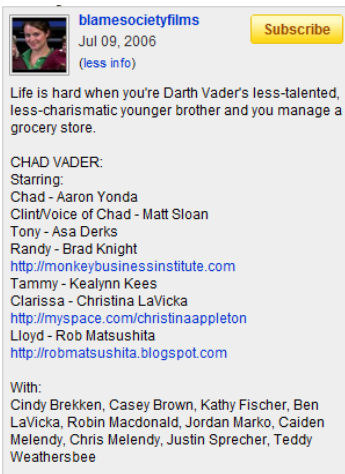 blamesocietyfilms
Subscribe
Jul 09, 2006
(less info)
Life is hard when you're Darth Vader's less-talented,
less-charismatic younger brother and you manage a
grocery store.
CHAD VADER:
Starring:
Chad - Aaron Yonda
Clint/Voice of Chad - Matt Sloan
Tony - Asa Derks
Randy - Brad Knight
http://monkeybusinessinstitute.com
Tammy - Kealynn Kees
Clarissa - Christina LaVicka
http://myspace.com/christinaappleton
Lloyd - Rob Matsushita
http://robmatsushita.blogspot.com
With:
Cindy Brekken, Casey Brown, Kathy Fischer, Ben
LaVicka, Robin Macdonald, Jordan Marko, Caiden
Melendy, Chris Melendy, Justin Sprecher, Teddy
Weathersbee